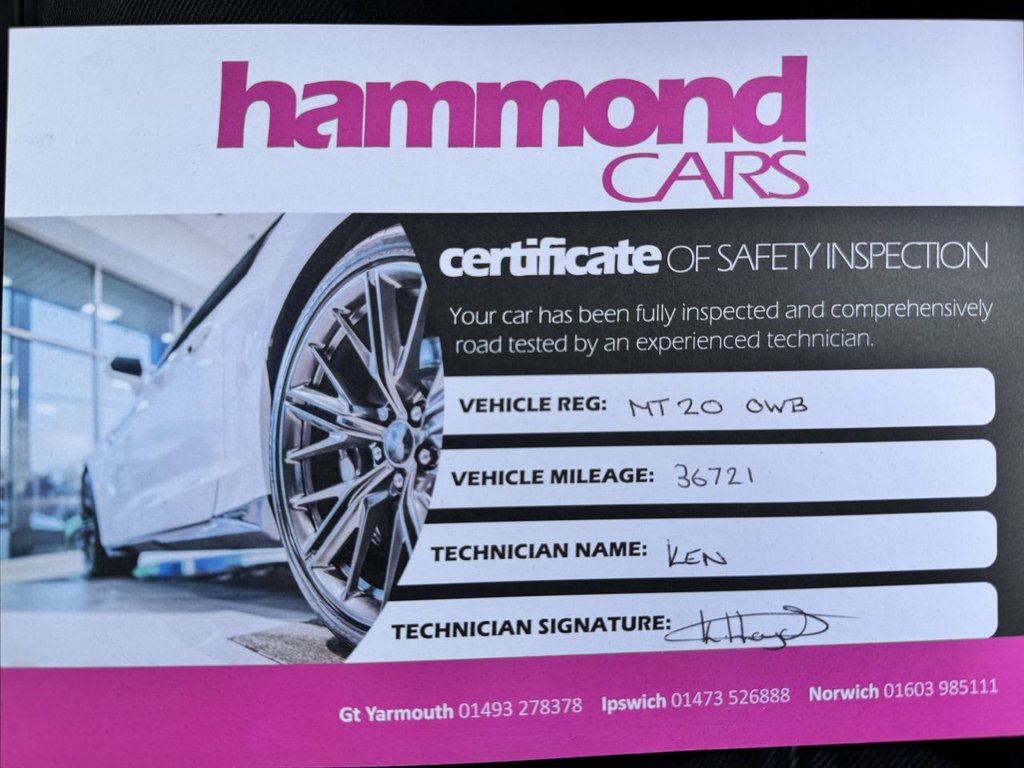 hammond
CARS
certificate OF SAFETY INSPECTION
Your car has been fully inspected and comprehensively
road tested by an experienced technician.
VEHICLE REG: MT20 OWB
VEHICLE MILEAGE: 36721
TECHNICIAN NAME: KEN
TECHNICIAN SIGNATURE:
Gt Yarmouth 01493 278378 Ipswich 01473 526888 Norwich 01603 985111